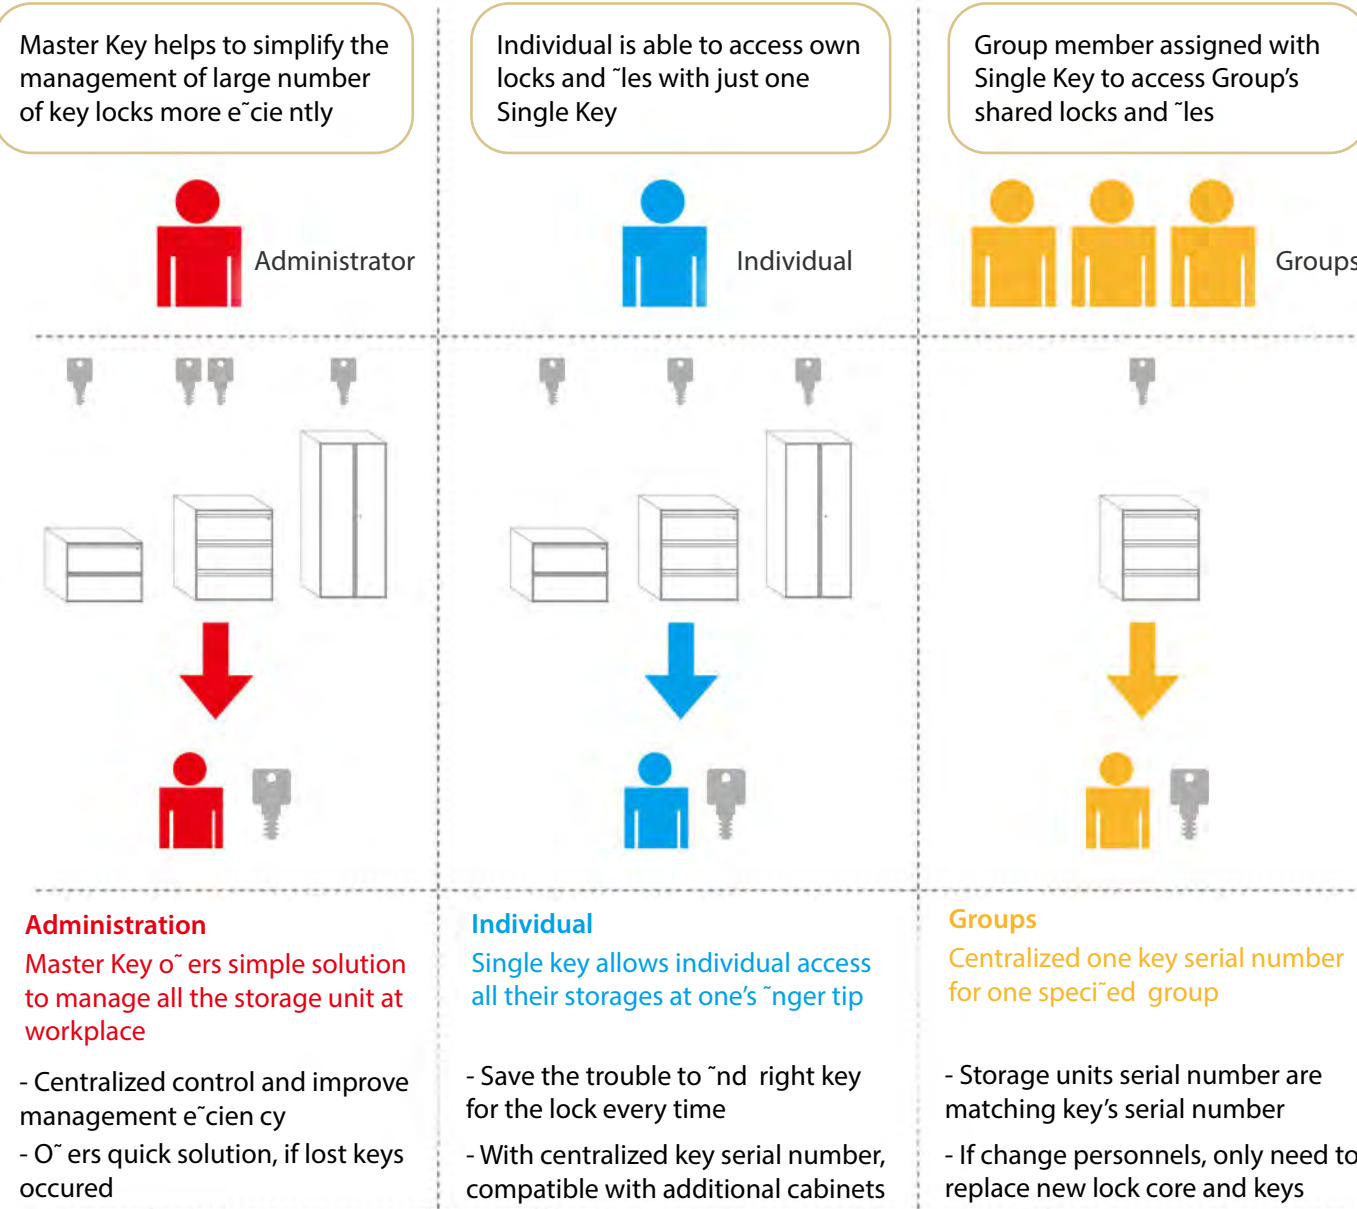 Master Key helps to simplify the
management of large number
of key locks more e˜cie ntly
Individual is able to access own
locks and ˜les with just one
Single Key
Group member assigned with
Single Key to access Group's
shared locks and ˜les
Administrator
Individual
Groups
Administration
Master Key o˜ ers simple solution
to manage all the storage unit at
workplace
- Centralized control and improve
management e˜cien cy
- O˜ ers quick solution, if lost keys
occured
Individual
Single key allows individual access
all their storages at one's ˜nger tip
- Save the trouble to ˜nd right key
for the lock every time
- With centralized key serial number,
compatible with additional cabinets
Groups
Centralized one key serial number
for one speci˜ed group
- Storage units serial number are
matching key's serial number
- If change personnels, only need to
replace new lock core and keys